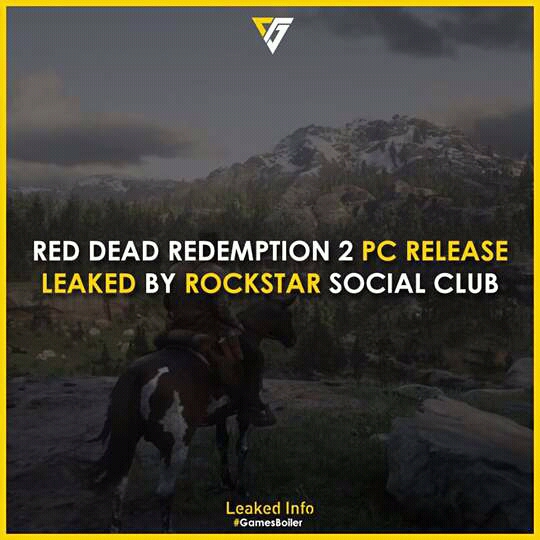 RED DEAD REDEMPTION 2 PC RELEASE
LEAKED BY ROCKSTAR SOCIAL CLUB
Leaked Info
#GamesBoiler